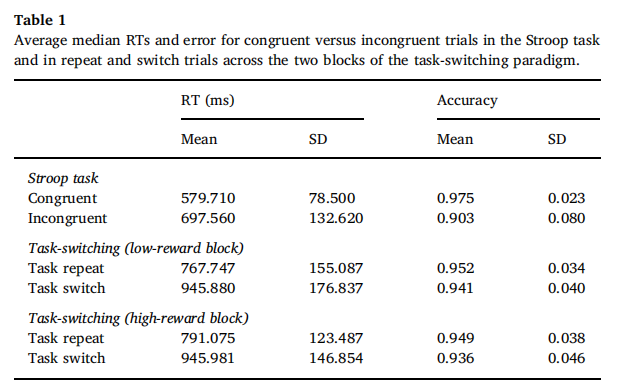 Table 1
Average median RTs and error for congruent versus incongruent trials in the Stroop task
and in repeat and switch trials across the two blocks of the task-switching paradigm.
RT (ms) Accuracy
Mean SD Mean SD
Stroop task
Congruent 579.710 78.500 0.975 0.023
Incongruent 697.560 132.620 0.903 0.080
Task-switching (low-reward block)
Task repeat 767.747 155.087 0.952 0.034
Task switch 945.880 176.837 0.941 0.040
Task-switching (high-reward block)
Task repeat 791.075 123.487 0.949 0.038
Task switch 945.981 146.854 0.936 0.046